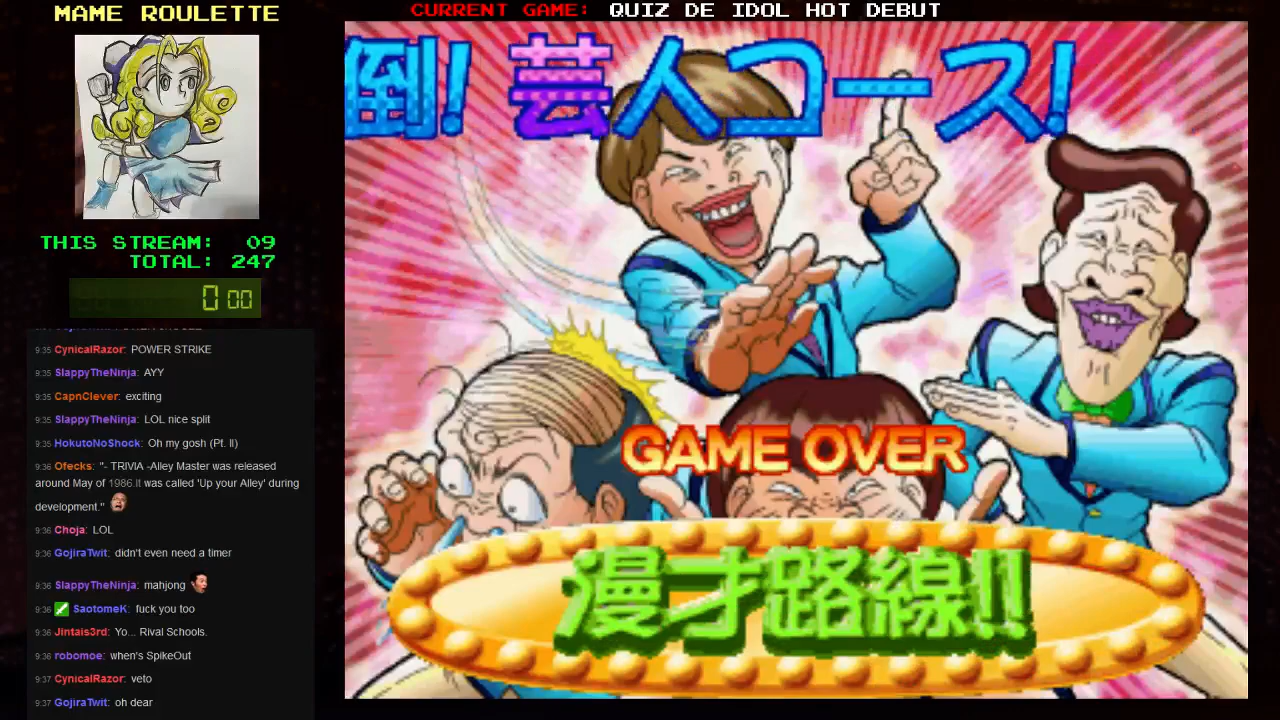 MAME ROULETTE
CURRENT GAME: QUIZ DE IDOL HOT DEBUT
THIS STREAM: 09
TOTAL: 247
0 00
9:35 CynicalRazor: POWER STRIKE
9:35 SlappyTheNinja: AYY
9:35 CapnClever: exciting
9:35 SlappyTheNinja: LOL nice split
9:35 HokutoNoShock: Oh my gosh (Pt. II)
9:36 Ofecks: "- TRIVIA -Alley Master was released
around May of 1986.It was called 'Up your Alley' during
development."
9:36 Choja: LOL
9:36 GojiraTwit: didn't even need a timer
9:36 SlappyTheNinja: mahjong
9:36 SaotomeK: fuck you too
9:36 Jintais3rd: Yo... Rival Schools.
9:36 robomoe: when's SpikeOut
9:37 CynicalRazor: veto
9:37 GojiraTwit: oh dear
倒!芸人コース!
GAME OVER
漫才路線!!